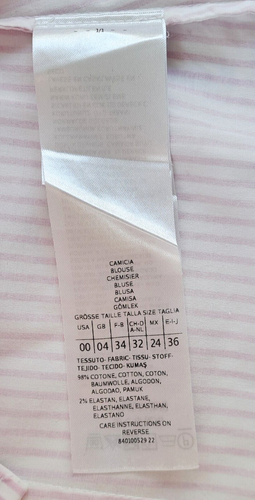 1/1
CAMICIA
BLOUSE
CHEMISIER
BLUSE
BLUSA
CAMISA
GÖMLEK
GRÖSSE TAILLE TALLA SIZE TAGLIA
USA GB F-B CH-D A-NL MX E-I-J
00 04 34 32 24 36
TESSUTO- FABRIC- TISSU- STOFF-
TEJIDO- TECIDO- KUMAŞ
98% COTONE, COTTON, COTON,
BAUMWOLLE, ALGODON,
ALGODAO, PAMUK
2% ELASTAN, ELASTANE,
ELASTHANNE, ELASTHAN,
ELASTANO
CARE INSTRUCTIONS ON
REVERSE
840100529 22